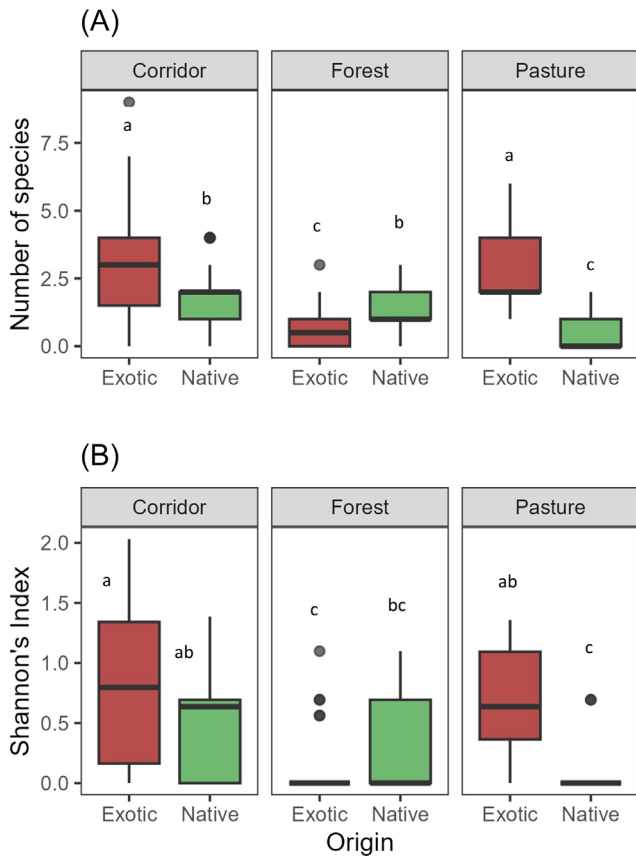 (A)
Corridor Forest Pasture
Number of species
7.5
5.0
2.5
0.0
a
b
c
b
a
c
Exotic Native Exotic Native Exotic Native
(B)
Corridor Forest Pasture
Shannon's Index
2.0
1.5
1.0
0.5
0.0
a
ab
c
bc
ab
c
Exotic Native Exotic Native Exotic Native
Origin